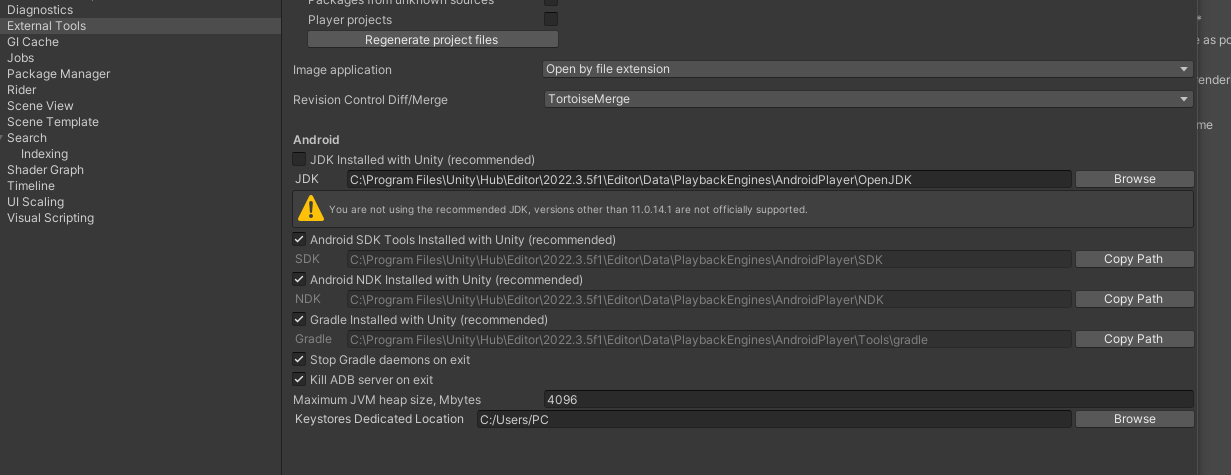 Diagnostics
External Tools
GI Cache
Jobs
Package Manager
Rider
Scene View
Scene Template
Search
Indexing
Shader Graph
Timeline
UI Scaling
Visual Scripting
Packages from unknown sources
Player projects
Regenerate project files
Image application Open by file extension
Revision Control Diff/Merge TortoiseMerge
Android
JDK Installed with Unity (recommended)
JDK C:\Program Files\Unity\Hub\Editor\2022.3.5f1\Editor\Data\PlaybackEngines\AndroidPlayer\OpenJDK Browse
You are not using the recommended JDK, versions other than 11.0.14.1 are not officially supported.
Android SDK Tools Installed with Unity (recommended)
SDK C:\Program Files\Unity\Hub\Editor\2022.3.5f1\Editor\Data\PlaybackEngines\AndroidPlayer\SDK Copy Path
Android NDK Installed with Unity (recommended)
NDK C:\Program Files\Unity\Hub\Editor\2022.3.5f1\Editor\Data\PlaybackEngines\AndroidPlayer\NDK Copy Path
Gradle Installed with Unity (recommended)
Gradle C:\Program Files\Unity\Hub\Editor\2022.3.5f1\Editor\Data\PlaybackEngines\AndroidPlayer\Tools\gradle Copy Path
Stop Gradle daemons on exit
Kill ADB server on exit
Maximum JVM heap size, Mbytes 4096
Keystores Dedicated Location C:/Users/PC Browse
e as po
ender
me